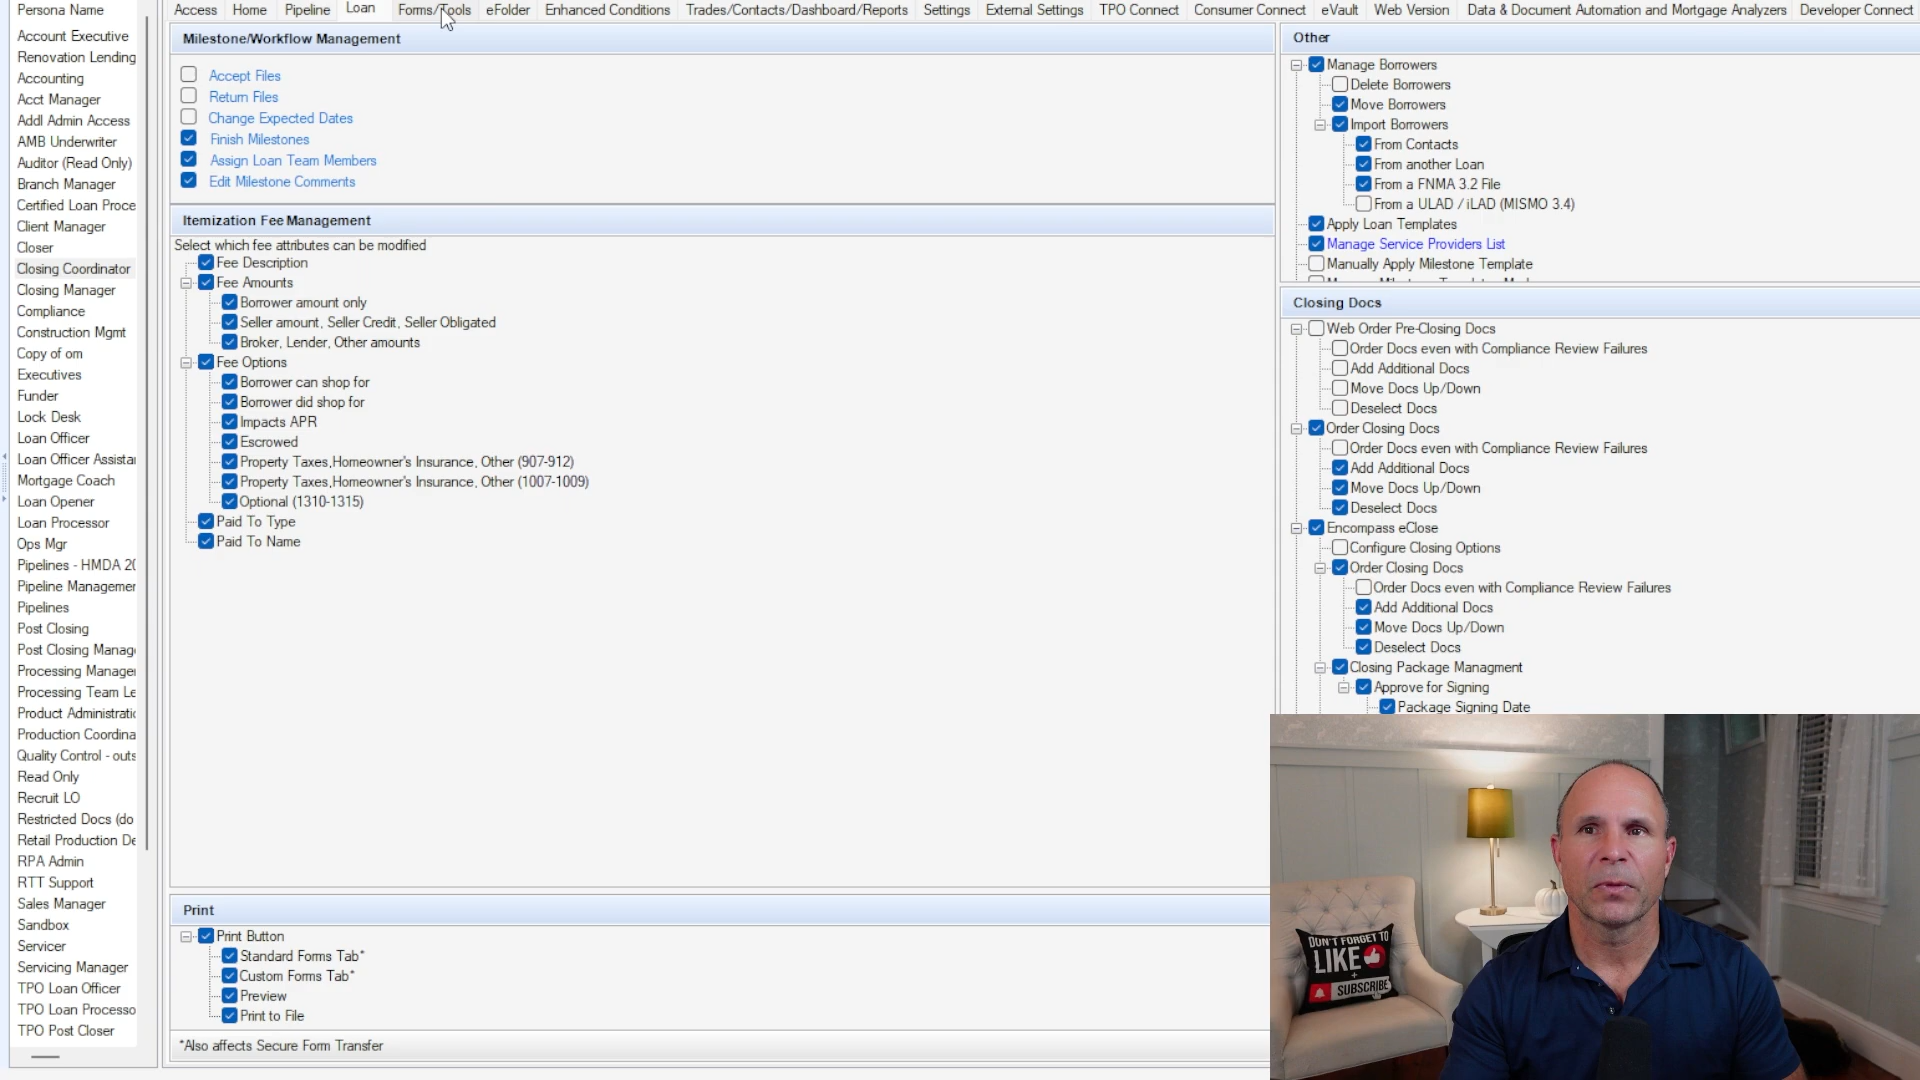 Persona Name
Access Home Pipeline Loan Forms/Tools eFolder Enhanced Conditions Trades/Contacts/Dashboard/Reports Settings External Settings TPO Connect Consumer Connect eVault Web Version Data & Document Automation and Mortgage Analyzers Developer Connect
Account Executive
Renovation Lending
Accounting
Acct Manager
Addl Admin Access
AMB Underwriter
Auditor (Read Only)
Branch Manager
Certified Loan Proce
Client Manager
Closer
Closing Coordinator
Closing Manager
Compliance
Construction Mgmt
Copy of om
Executives
Funder
Lock Desk
Loan Officer
Loan Officer Assista
Mortgage Coach
Loan Opener
Loan Processor
Ops Mgr
Pipelines - HMDA 20
Pipeline Managemer
Pipelines
Post Closing
Post Closing Manag
Processing Manager
Processing Team Le
Product Administratio
Production Coordina
Quality Control - outs
Read Only
Recruit LO
Restricted Docs (do
Retail Production De
RPA Admin
RTT Support
Sales Manager
Sandbox
Servicer
Servicing Manager
TPO Loan Officer
TPO Loan Processo
TPO Post Closer
Milestone/Workflow Management
Accept Files
Return Files
Change Expected Dates
Finish Milestones
Assign Loan Team Members
Edit Milestone Comments
Itemization Fee Management
Select which fee attributes can be modified
Fee Description
Fee Amounts
Borrower amount only
Seller amount, Seller Credit, Seller Obligated
Broker, Lender, Other amounts
Fee Options
Borrower can shop for
Borrower did shop for
Impacts APR
Escrowed
Property Taxes,Homeowner's Insurance, Other (907-912)
Property Taxes,Homeowner's Insurance, Other (1007-1009)
Optional (1310-1315)
Paid To Type
Paid To Name
Print
Print Button
Standard Forms Tab*
Custom Forms Tab*
Preview
Print to File
*Also affects Secure Form Transfer
Other
Manage Borrowers
Delete Borrowers
Move Borrowers
Import Borrowers
From Contacts
From another Loan
From a FNMA 3.2 File
From a ULAD / iLAD (MISMO 3.4)
Apply Loan Templates
Manage Service Providers List
Manually Apply Milestone Template
Closing Docs
Web Order Pre-Closing Docs
Order Docs even with Compliance Review Failures
Add Additional Docs
Move Docs Up/Down
Deselect Docs
Order Closing Docs
Order Docs even with Compliance Review Failures
Add Additional Docs
Move Docs Up/Down
Deselect Docs
Encompass eClose
Configure Closing Options
Order Closing Docs
Order Docs even with Compliance Review Failures
Add Additional Docs
Move Docs Up/Down
Deselect Docs
Closing Package Managment
Approve for Signing
Package Signing Date
DON'T FORGET TO
LIKE
+
SUBSCRIBE